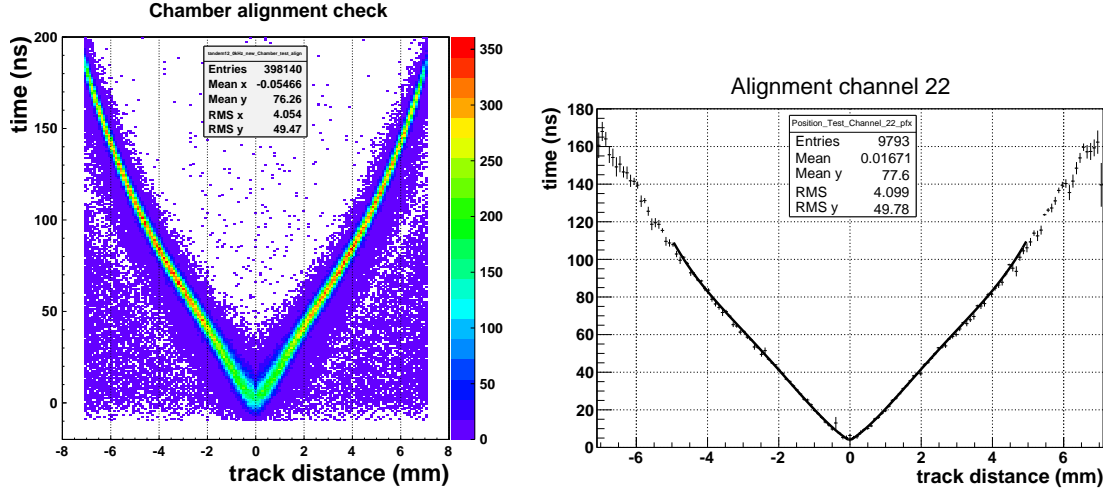 Chamber alignment check
time (ns)
200
150
100
50
0
-8 -6 -4 -2 0 2 4 6 8
track distance (mm)
tandem12_6kHz_new_Chamber_test_align
Entries 398140
Mean x -0.05466
Mean y 76.26
RMS x 4.054
RMS y 49.47
350
300
250
200
150
100
50
0
Alignment channel 22
time (ns)
180
160
140
120
100
80
60
40
20
0
-6 -4 -2 0 2 4 6
track distance (mm)
Position_Test_Channel_22_pfx
Entries 9793
Mean 0.01671
Mean y 77.6
RMS 4.099
RMS y 49.78